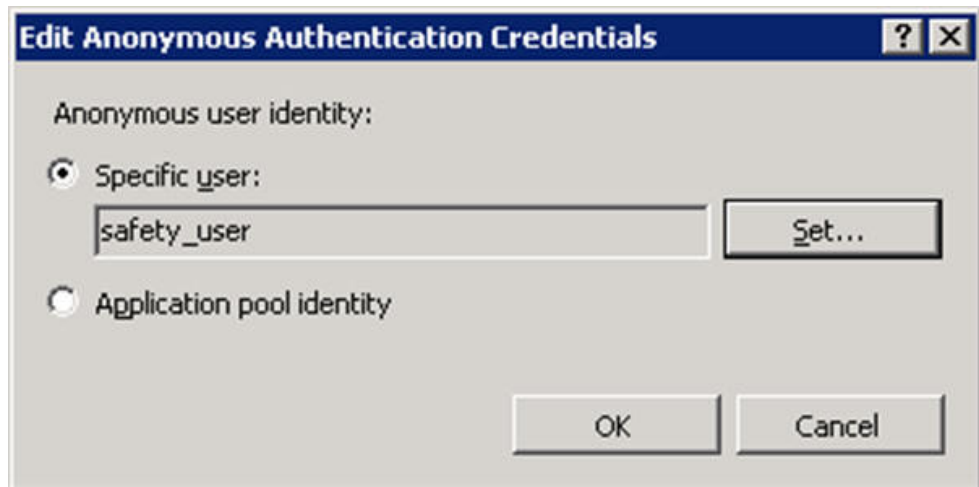 Edit Anonymous Authentication Credentials ? X
Anonymous user identity:
Specific user:
safety_user Set...
Application pool identity
OK Cancel